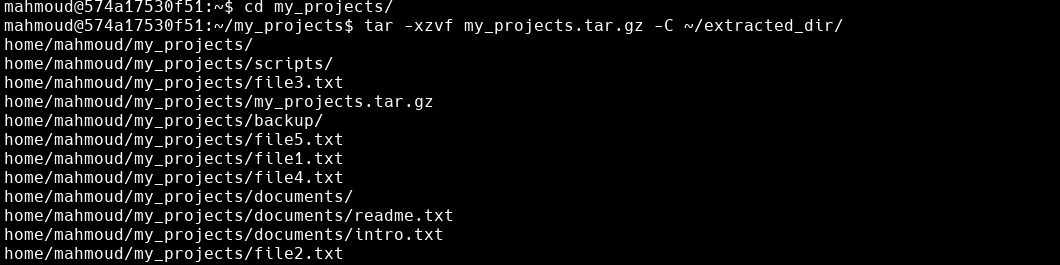 mahmoud@574a17530f51:~$ cd my_projects/
mahmoud@574a17530f51:~/my_projects$ tar -xzvf my_projects.tar.gz -C ~/extracted_dir/
home/mahmoud/my_projects/
home/mahmoud/my_projects/scripts/
home/mahmoud/my_projects/file3.txt
home/mahmoud/my_projects/my_projects.tar.gz
home/mahmoud/my_projects/backup/
home/mahmoud/my_projects/file5.txt
home/mahmoud/my_projects/file1.txt
home/mahmoud/my_projects/file4.txt
home/mahmoud/my_projects/documents/
home/mahmoud/my_projects/documents/readme.txt
home/mahmoud/my_projects/documents/intro.txt
home/mahmoud/my_projects/file2.txt